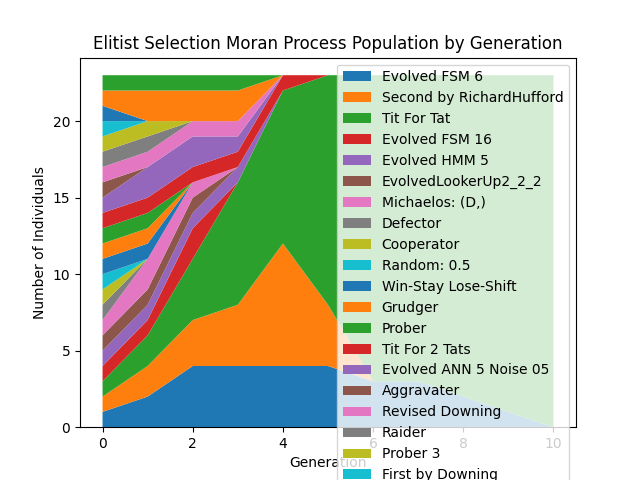 Elitist Selection Moran Process Population by Generation
Number of Individuals
20
15
10
5
0
0
2
4
6
8
10
Generation
Evolved FSM 6
Second by RichardHufford
Tit For Tat
Evolved FSM 16
Evolved HMM 5
EvolvedLookerUp2_2_2
Michaelos: (D,)
Defector
Cooperator
Random: 0.5
Win-Stay Lose-Shift
Grudger
Prober
Tit For 2 Tats
Evolved ANN 5 Noise 05
Aggravater
Revised Downing
Raider
Prober 3
First by Downing